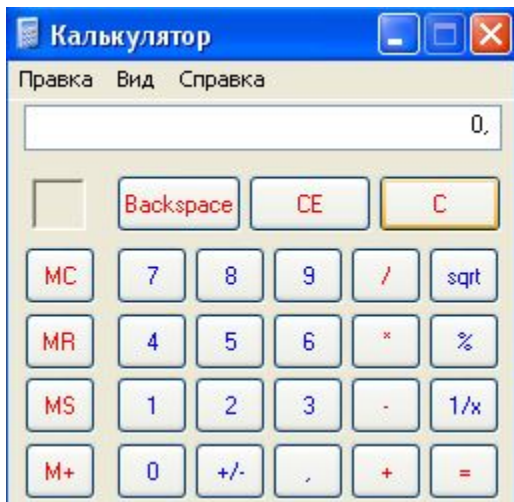 Калькулятор
Правка Вид Справка
0,
Backspace CE C
MC 7 8 9 / sqrt
MR 4 5 6 * %
MS 1 2 3 - 1/x
M+ 0 +/- , + =